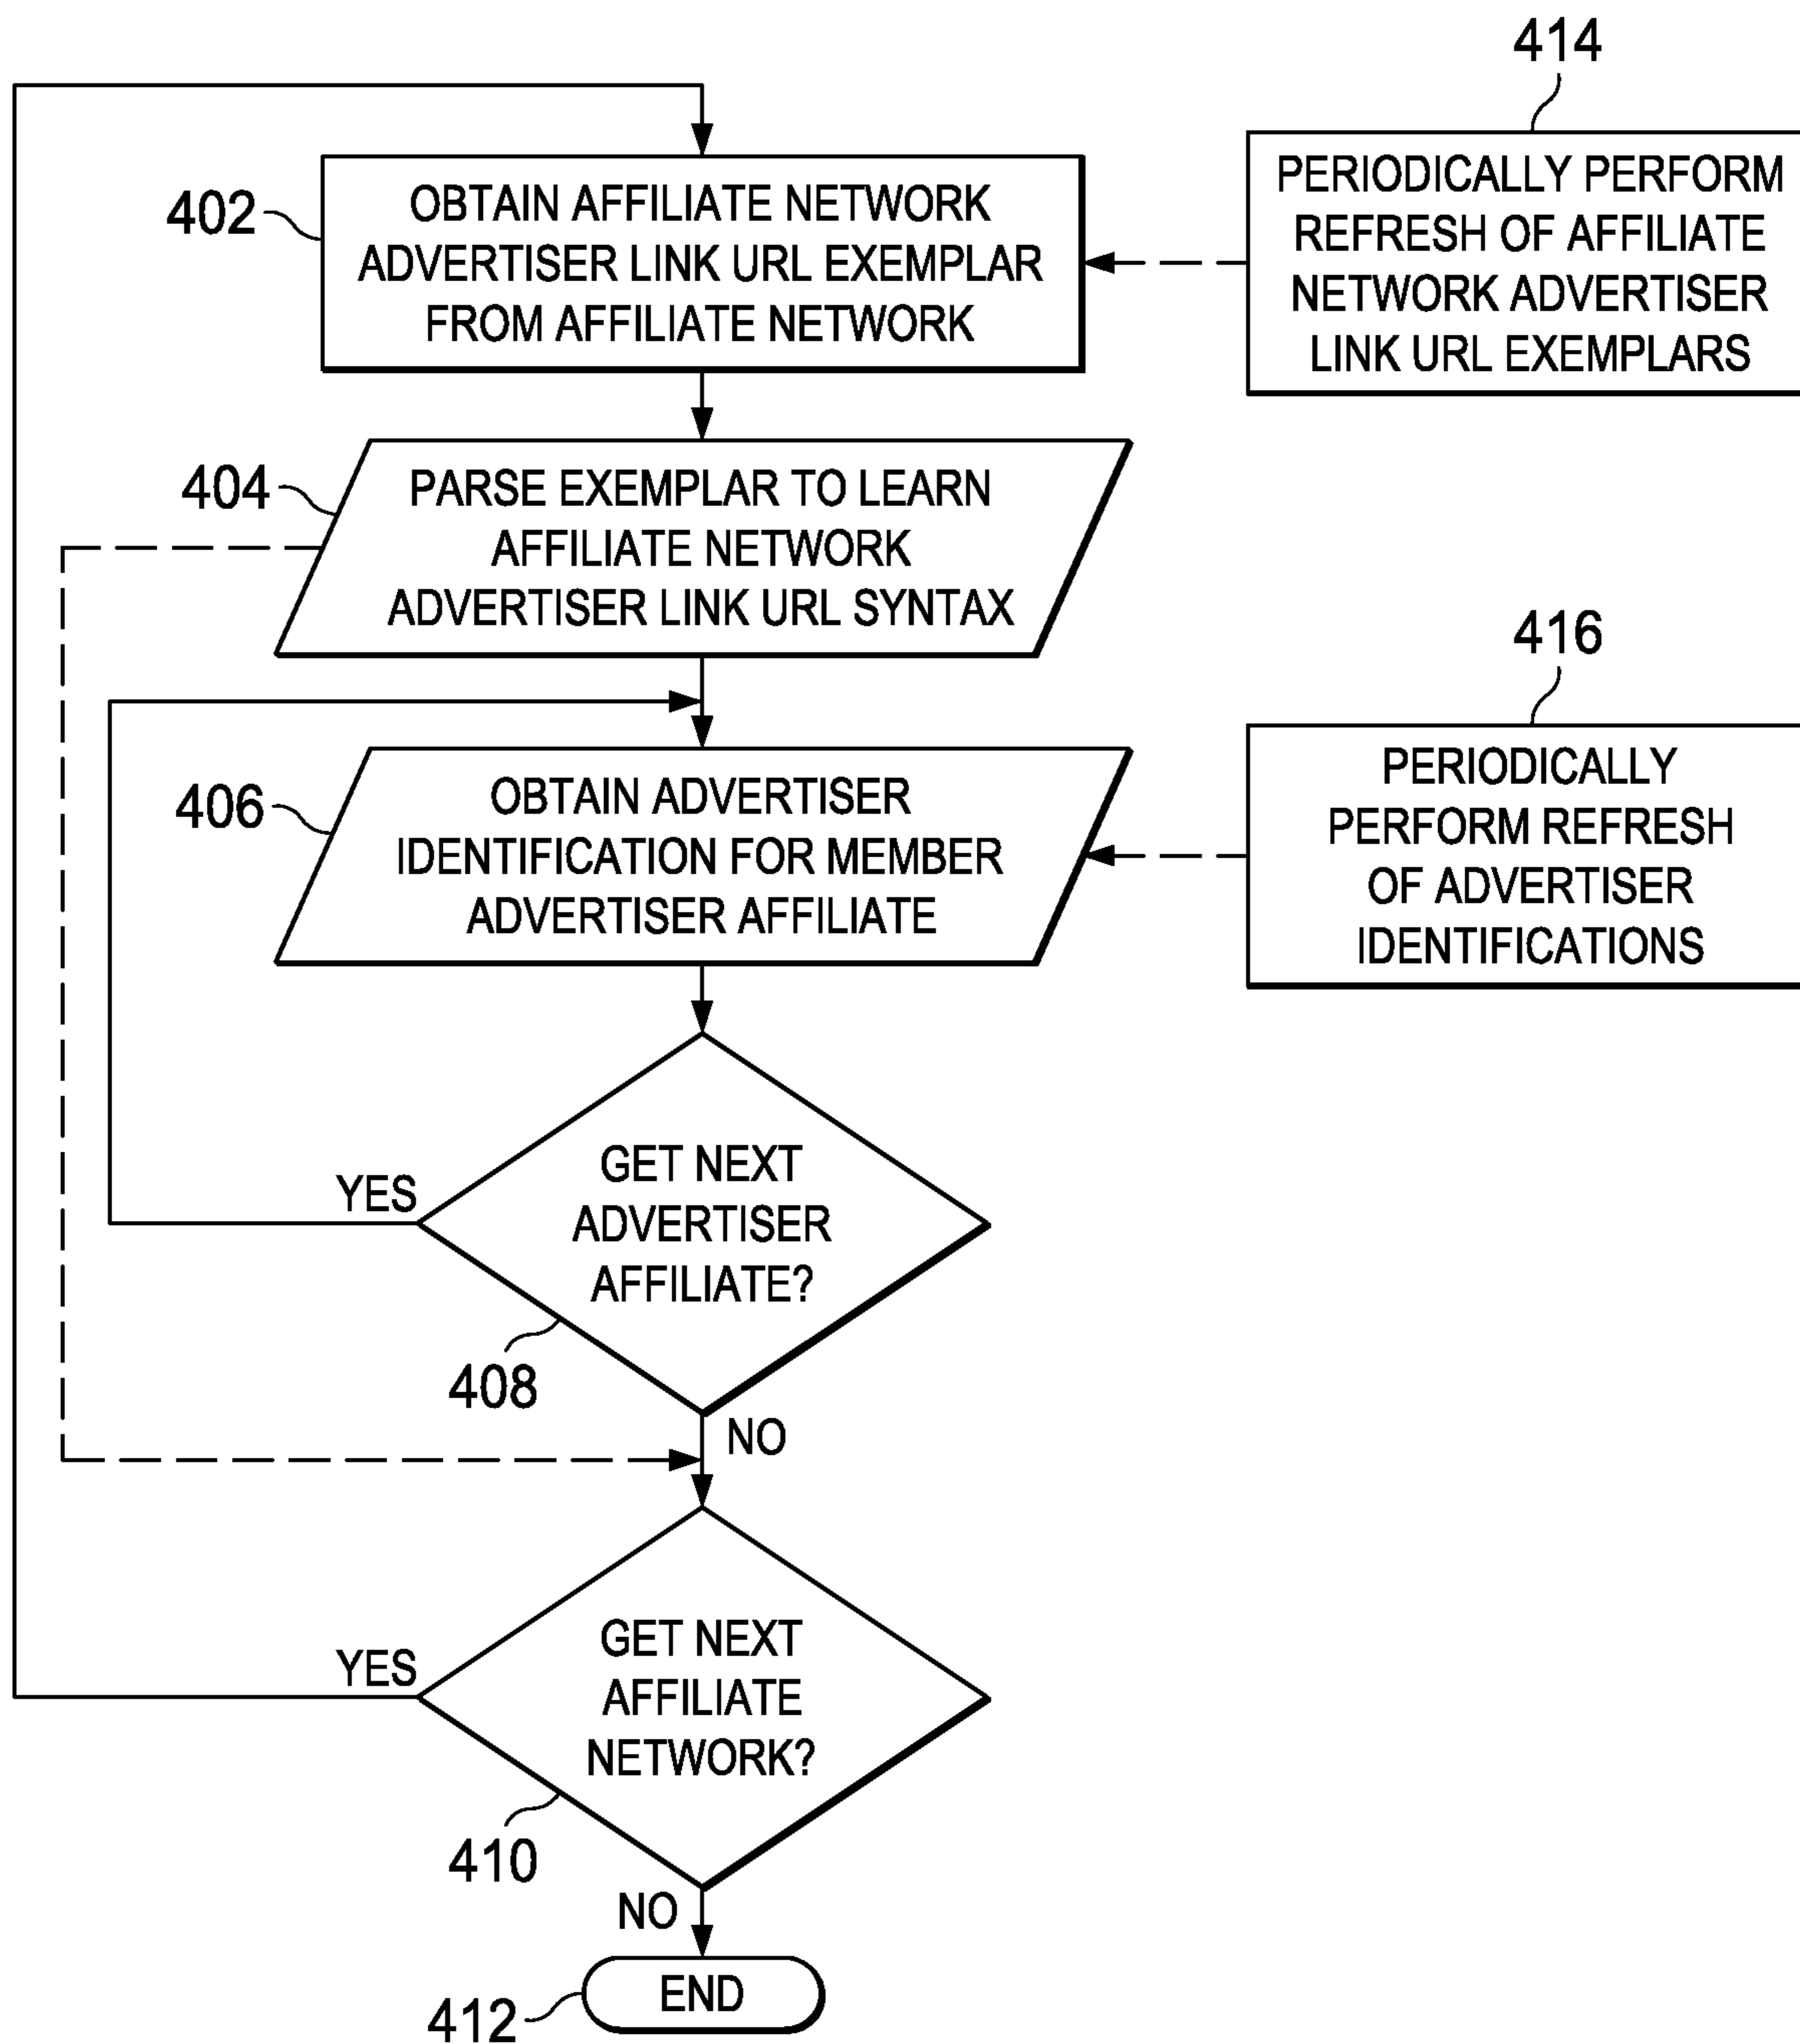 414
402
OBTAIN AFFILIATE NETWORK
ADVERTISER LINK URL EXEMPLAR
FROM AFFILIATE NETWORK
PERIODICALLY PERFORM
REFRESH OF AFFILIATE
NETWORK ADVERTISER
LINK URL EXEMPLARS
404
PARSE EXEMPLAR TO LEARN
AFFILIATE NETWORK
ADVERTISER LINK URL SYNTAX
416
406
OBTAIN ADVERTISER
IDENTIFICATION FOR MEMBER
ADVERTISER AFFILIATE
PERIODICALLY
PERFORM REFRESH
OF ADVERTISER
IDENTIFICATIONS
YES
GET NEXT
ADVERTISER
AFFILIATE?
408
NO
YES
GET NEXT
AFFILIATE
NETWORK?
410
NO
END
412